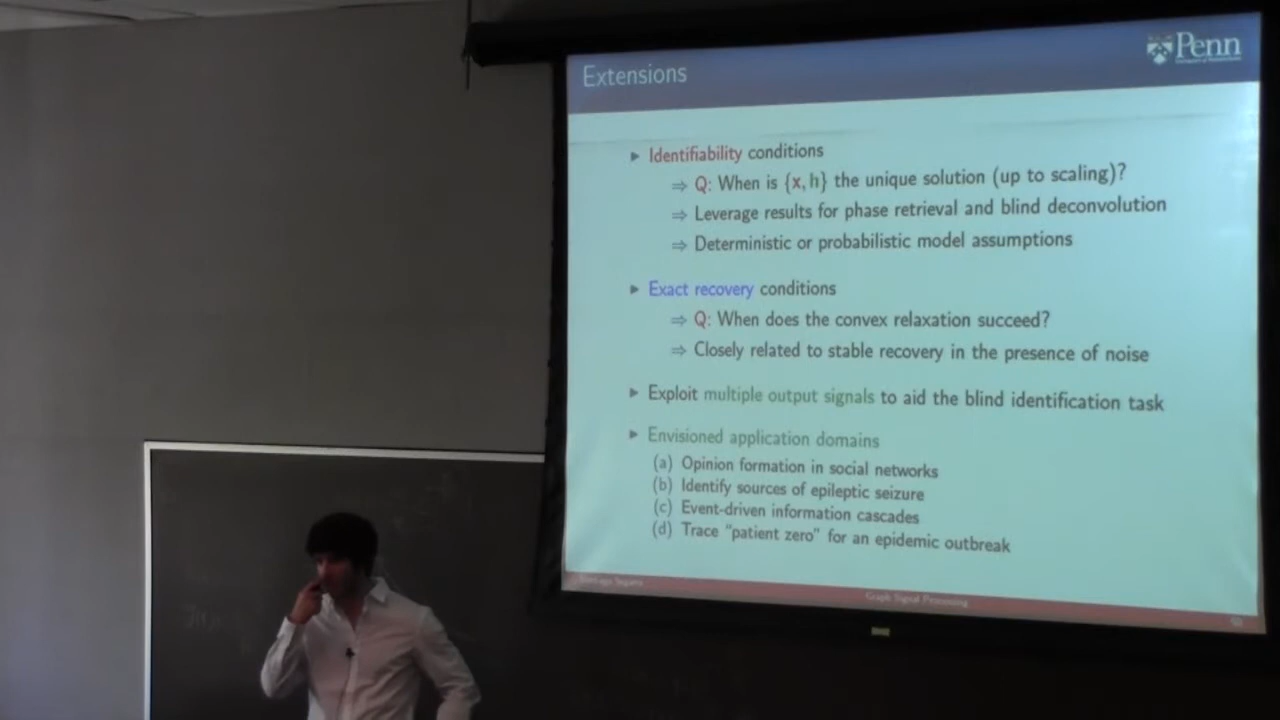 Extensions
Penn
► Identifiability conditions
⇒ Q: When is {x, h} the unique solution (up to scaling)?
⇒ Leverage results for phase retrieval and blind deconvolution
⇒ Deterministic or probabilistic model assumptions
► Exact recovery conditions
⇒ Q: When does the convex relaxation succeed?
⇒ Closely related to stable recovery in the presence of noise
► Exploit multiple output signals to aid the blind identification task
► Envisioned application domains
(a) Opinion formation in social networks
(b) Identify sources of epileptic seizure
(c) Event-driven information cascades
(d) Trace "patient zero" for an epidemic outbreak
Graph Signal Processing